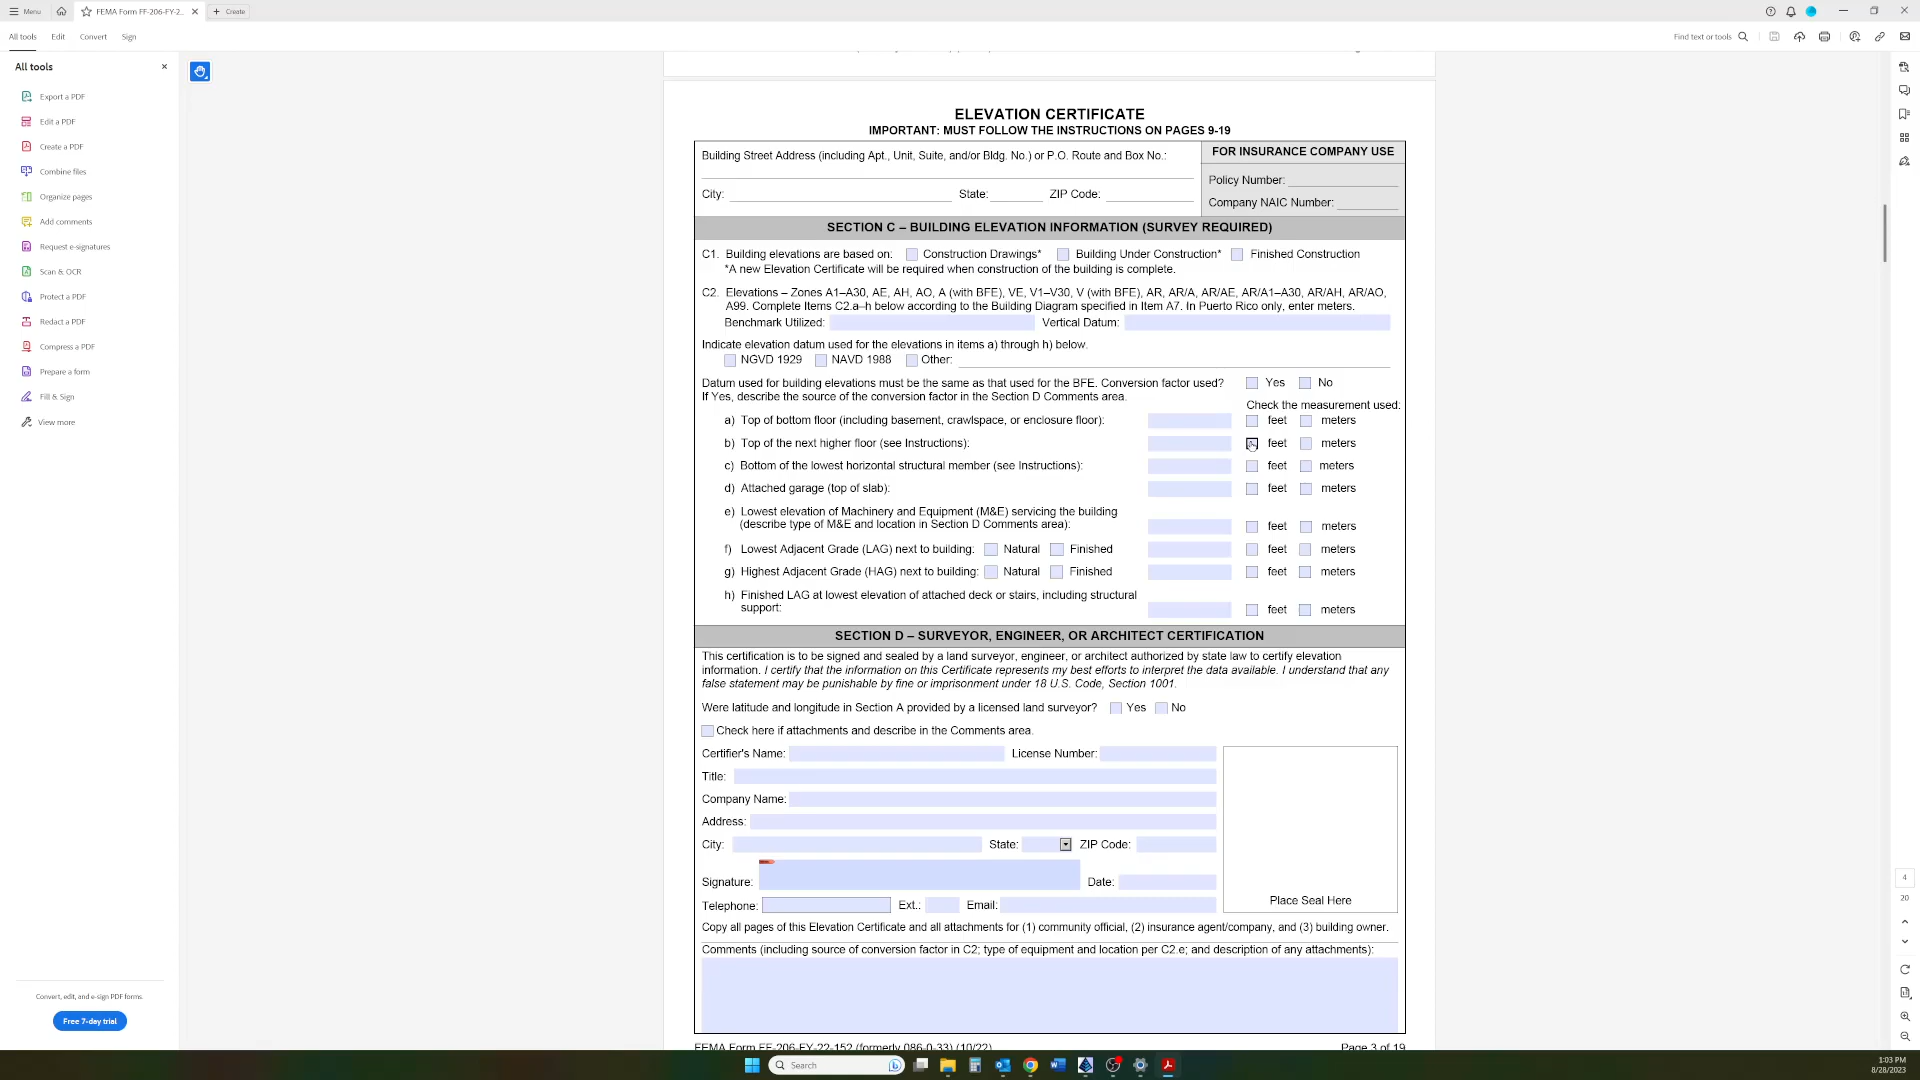 Menu
FEMA Form FF-206-FY-2...
Create
All tools
Edit
Convert
Sign
Find text or tools
All tools
Export a PDF
Edit a PDF
Create a PDF
Combine files
Organize pages
Add comments
Request e-signatures
Scan & OCR
Protect a PDF
Redact a PDF
Compress a PDF
Prepare a form
Fill & Sign
View more
Convert, edit, and e-sign PDF forms.
Free 7-day trial
ELEVATION CERTIFICATE
IMPORTANT: MUST FOLLOW THE INSTRUCTIONS ON PAGES 9-19
Building Street Address (including Apt., Unit, Suite, and/or Bldg. No.) or P.O. Route and Box No.:
City: State: ZIP Code:
FOR INSURANCE COMPANY USE
Policy Number:
Company NAIC Number:
SECTION C – BUILDING ELEVATION INFORMATION (SURVEY REQUIRED)
C1. Building elevations are based on: Construction Drawings* Building Under Construction* Finished Construction
*A new Elevation Certificate will be required when construction of the building is complete.
C2. Elevations – Zones A1–A30, AE, AH, AO, A (with BFE), VE, V1–V30, V (with BFE), AR, AR/A, AR/AE, AR/A1–A30, AR/AH, AR/AO,
A99. Complete Items C2.a–h below according to the Building Diagram specified in Item A7. In Puerto Rico only, enter meters.
Benchmark Utilized: Vertical Datum:
Indicate elevation datum used for the elevations in items a) through h) below.
NGVD 1929 NAVD 1988 Other:
Datum used for building elevations must be the same as that used for the BFE. Conversion factor used? Yes No
If Yes, describe the source of the conversion factor in the Section D Comments area.
Check the measurement used:
a) Top of bottom floor (including basement, crawlspace, or enclosure floor): feet meters
b) Top of the next higher floor (see Instructions): feet meters
c) Bottom of the lowest horizontal structural member (see Instructions): feet meters
d) Attached garage (top of slab): feet meters
e) Lowest elevation of Machinery and Equipment (M&E) servicing the building
(describe type of M&E and location in Section D Comments area): feet meters
f) Lowest Adjacent Grade (LAG) next to building: Natural Finished feet meters
g) Highest Adjacent Grade (HAG) next to building: Natural Finished feet meters
h) Finished LAG at lowest elevation of attached deck or stairs, including structural
support: feet meters
SECTION D – SURVEYOR, ENGINEER, OR ARCHITECT CERTIFICATION
This certification is to be signed and sealed by a land surveyor, engineer, or architect authorized by state law to certify elevation
information. I certify that the information on this Certificate represents my best efforts to interpret the data available. I understand that any
false statement may be punishable by fine or imprisonment under 18 U.S. Code, Section 1001.
Were latitude and longitude in Section A provided by a licensed land surveyor? Yes No
Check here if attachments and describe in the Comments area.
Certifier's Name: License Number:
Title:
Company Name:
Address:
City: State: ZIP Code:
Signature: Date:
Telephone: Ext.: Email:
Place Seal Here
Copy all pages of this Elevation Certificate and all attachments for (1) community official, (2) insurance agent/company, and (3) building owner.
Comments (including source of conversion factor in C2; type of equipment and location per C2.e; and description of any attachments):
FEMA Form FF-206-FY-22-152 (formerly 086-0-33) (10/22) Page 3 of 19
4
20
Search
1:03 PM
8/28/2023